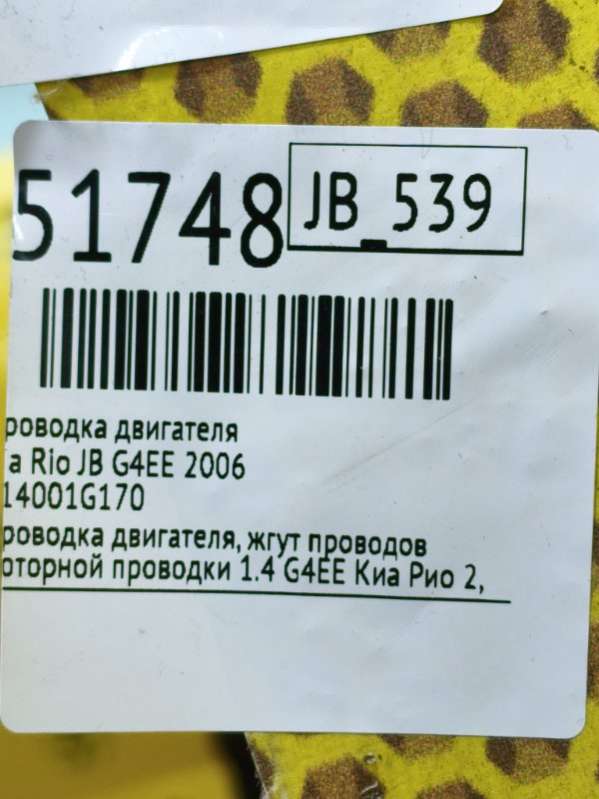 51748
JB_539
роводка двигателя
а Rio JB G4EE 2006
14001G170
роводка двигателя, жгут проводов
оторной проводки 1.4 G4EE Киа Рио 2,